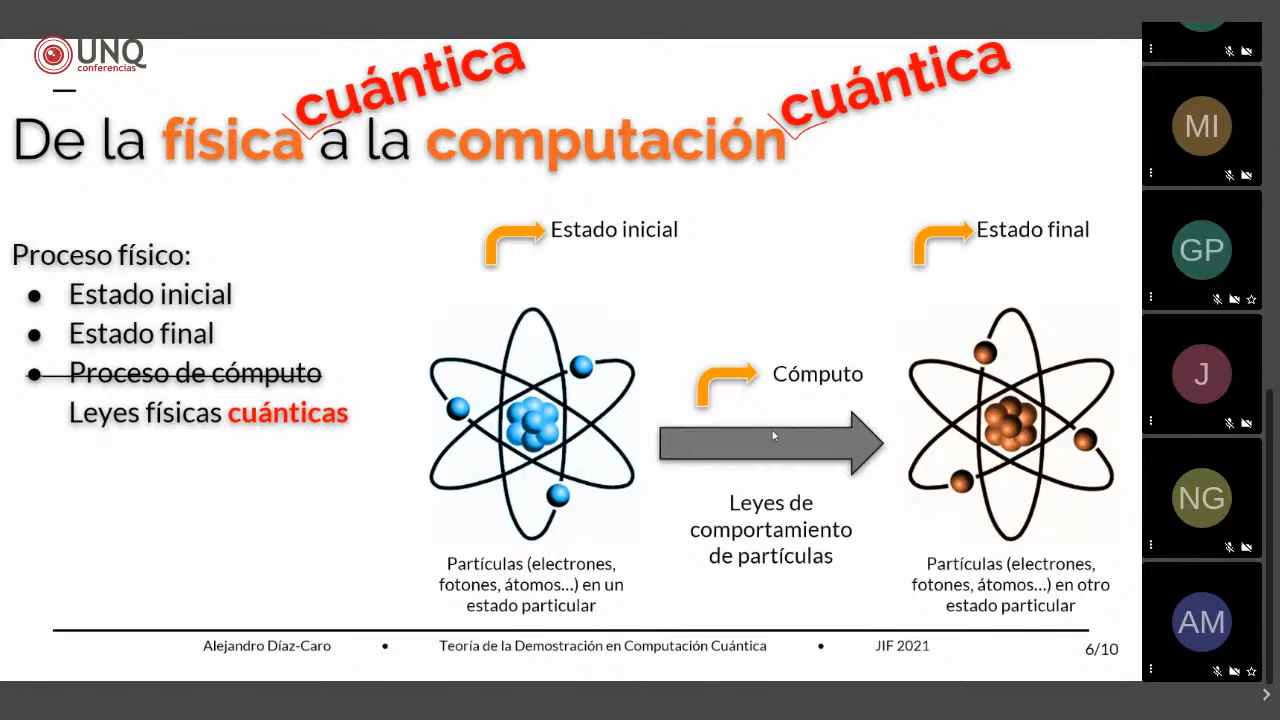 UNQ
conferencias
cuántica cuántica
De la física a la computación
Proceso físico:
● Estado inicial
● Estado final
● Proceso de cómputo
Leyes físicas cuánticas
Estado inicial
Estado final
Cómputo
Leyes de
comportamiento
de partículas
Partículas (electrones,
fotones, átomos...) en un
estado particular
Partículas (electrones,
fotones, átomos...) en otro
estado particular
Alejandro Díaz-Caro ● Teoría de la Demostración en Computación Cuántica ● JIF 2021
6/10
MI
GP
J
NG
AM